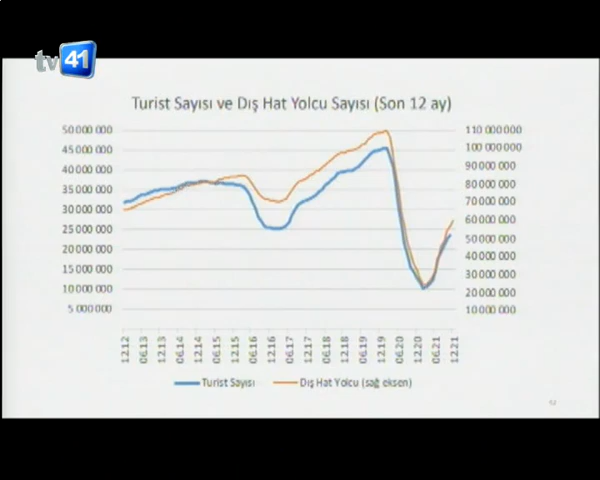 tv41
Turist Sayısı ve Dış Hat Yolcu Sayısı (Son 12 ay)
50 000 000
45 000 000
40 000 000
35 000 000
30 000 000
25 000 000
20 000 000
15 000 000
10 000 000
5 000 000
110 000 000
100 000 000
90 000 000
80 000 000
70 000 000
60 000 000
50 000 000
40 000 000
30 000 000
20 000 000
10 000 000
12.12 06.13 12.13 06.14 12.14 06.15 12.15 06.16 12.16 06.17 12.17 06.18 12.18 06.19 12.19 06.20 12.20 06.21 12.21
Turist Sayısı Dış Hat Yolcu (sağ eksen)